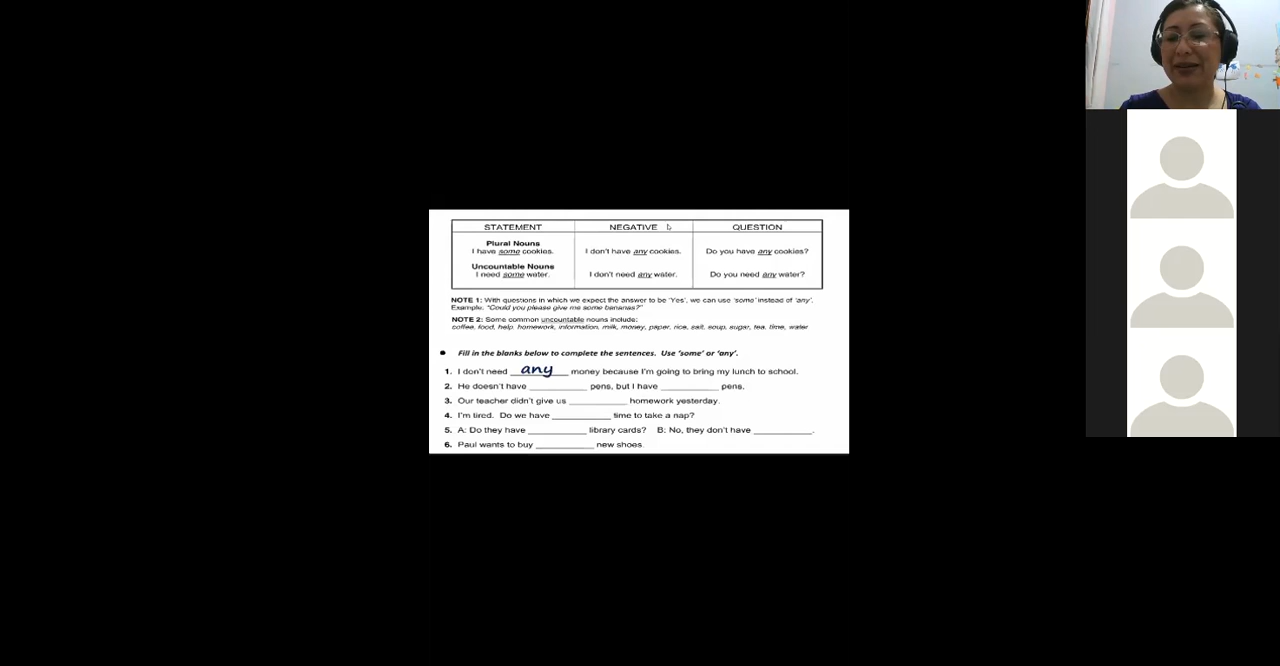 STATEMENT NEGATIVE QUESTION
Plural Nouns
I have some cookies. I don't have any cookies. Do you have any cookies?
Uncountable Nouns
I need some water. I don't need any water. Do you need any water?
NOTE 1: With questions in which we expect the answer to be 'Yes', we can use 'some' instead of 'any'.
Example: "Could you please give me some bananas?"
NOTE 2: Some common uncountable nouns include:
coffee, food, help, homework, information, milk, money, paper, rice, salt, soup, sugar, tea, time, water
● Fill in the blanks below to complete the sentences. Use 'some' or 'any'.
1. I don't need any money because I'm going to bring my lunch to school.
2. He doesn't have __________ pens, but I have __________ pens.
3. Our teacher didn't give us __________ homework yesterday.
4. I'm tired. Do we have __________ time to take a nap?
5. A: Do they have __________ library cards? B: No, they don't have __________.
6. Paul wants to buy __________ new shoes.